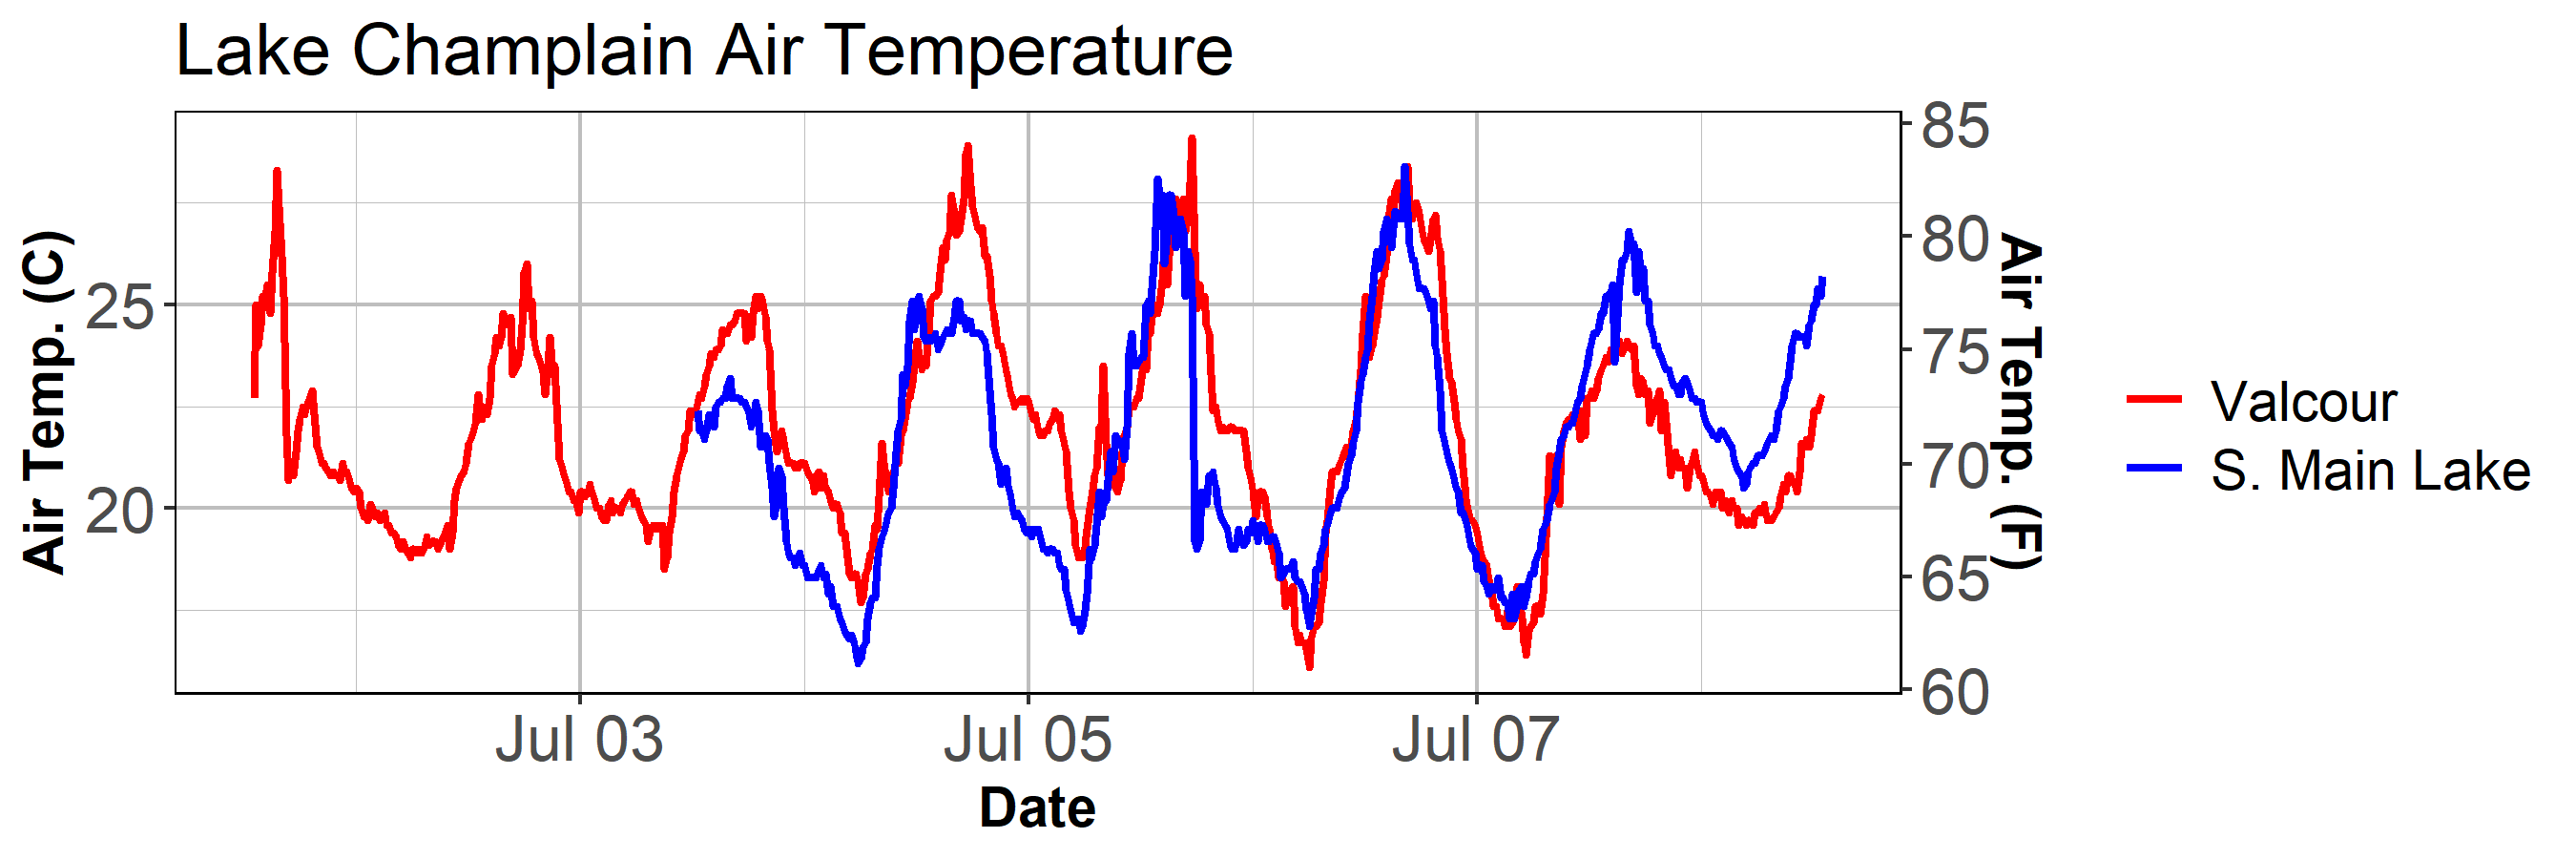 Lake Champlain Air Temperature
Air Temp. (C)
25
20
85
80
75
70
65
60
Air Temp. (F)
Jul 03
Jul 05
Jul 07
Date
Valcour
S. Main Lake